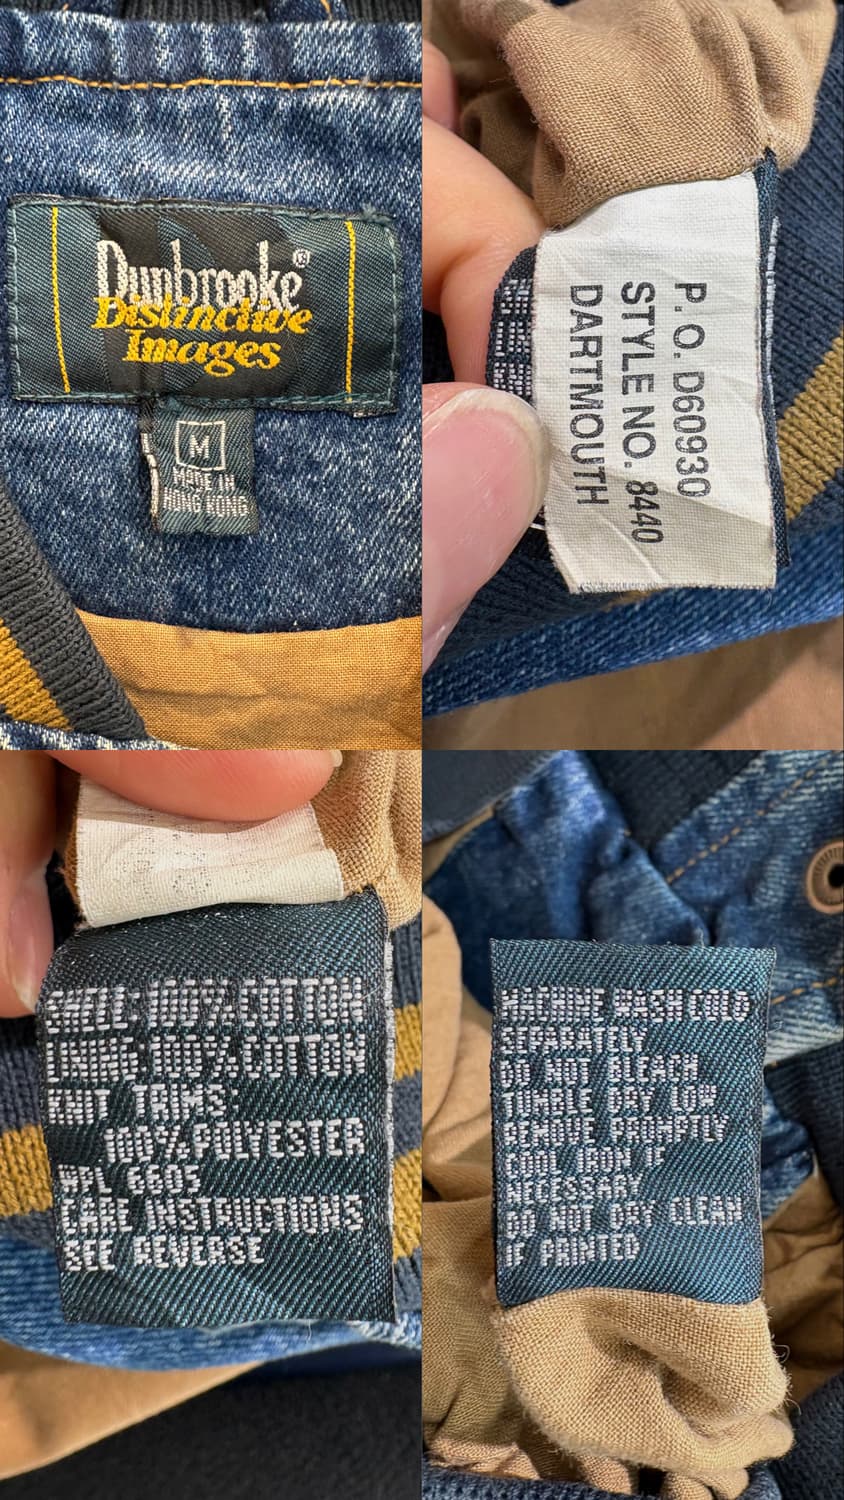 Dunbrooke®
Distinctive
Images
M
MADE IN
HONG KONG
P.O. D60930
STYLE NO. 8440
DARTMOUTH
SHELL: 100% COTTON
LINING: 100% COTTON
KNIT TRIMS:
100% POLYESTER
WPL 6605
CARE INSTRUCTIONS
SEE REVERSE
MACHINE WASH COLD
SEPARATELY
DO NOT BLEACH
TUMBLE DRY LOW
REMOVE PROMPTLY
COOL IRON IF
NECESSARY
DO NOT DRY CLEAN
IF PRINTED